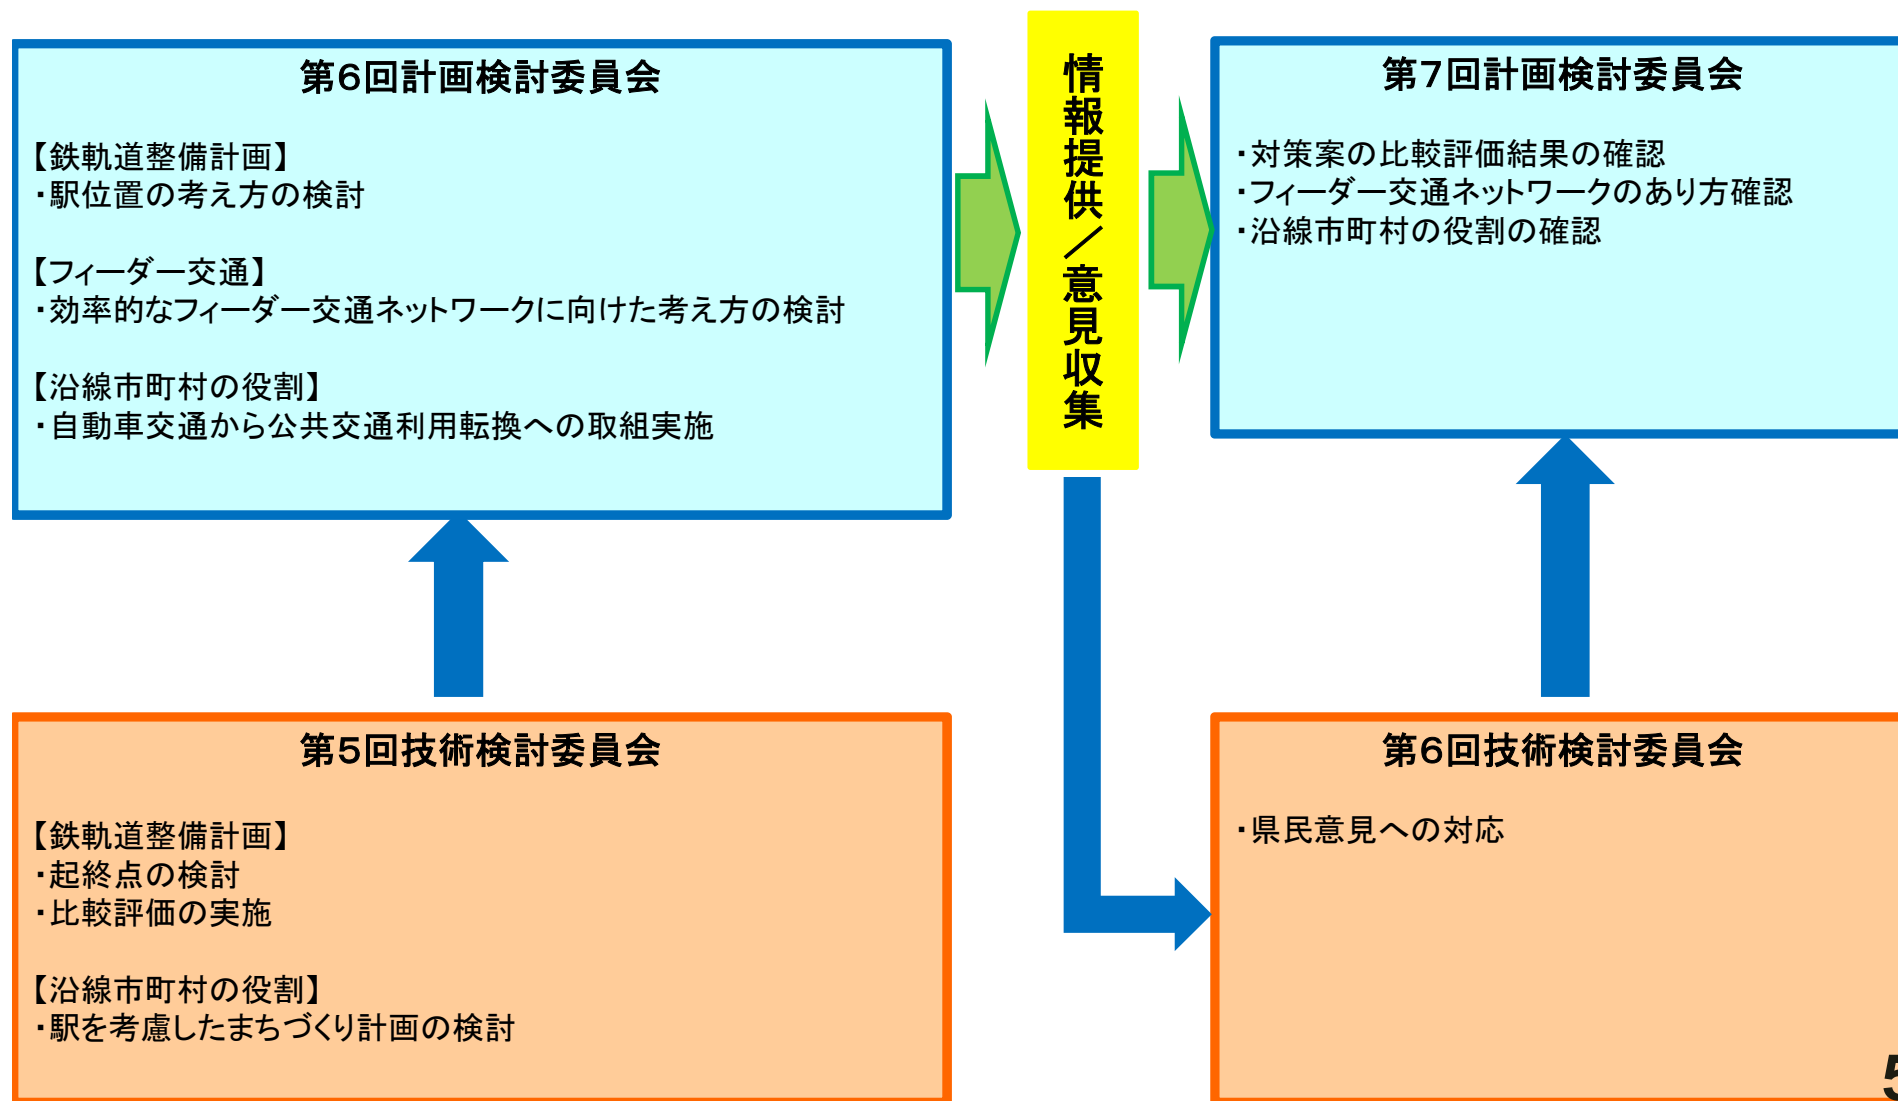 第6回計画検討委員会
【鉄軌道整備計画】
・駅位置の考え方の検討
【フィーダー交通】
・効率的なフィーダー交通ネットワークに向けた考え方の検討
【沿線市町村の役割】
・自動車交通から公共交通利用転換への取組実施
情報提供／意見収集
第7回計画検討委員会
・対策案の比較評価結果の確認
・フィーダー交通ネットワークのあり方確認
・沿線市町村の役割の確認
第5回技術検討委員会
【鉄軌道整備計画】
・起終点の検討
・比較評価の実施
【沿線市町村の役割】
・駅を考慮したまちづくり計画の検討
第6回技術検討委員会
・県民意見への対応
5